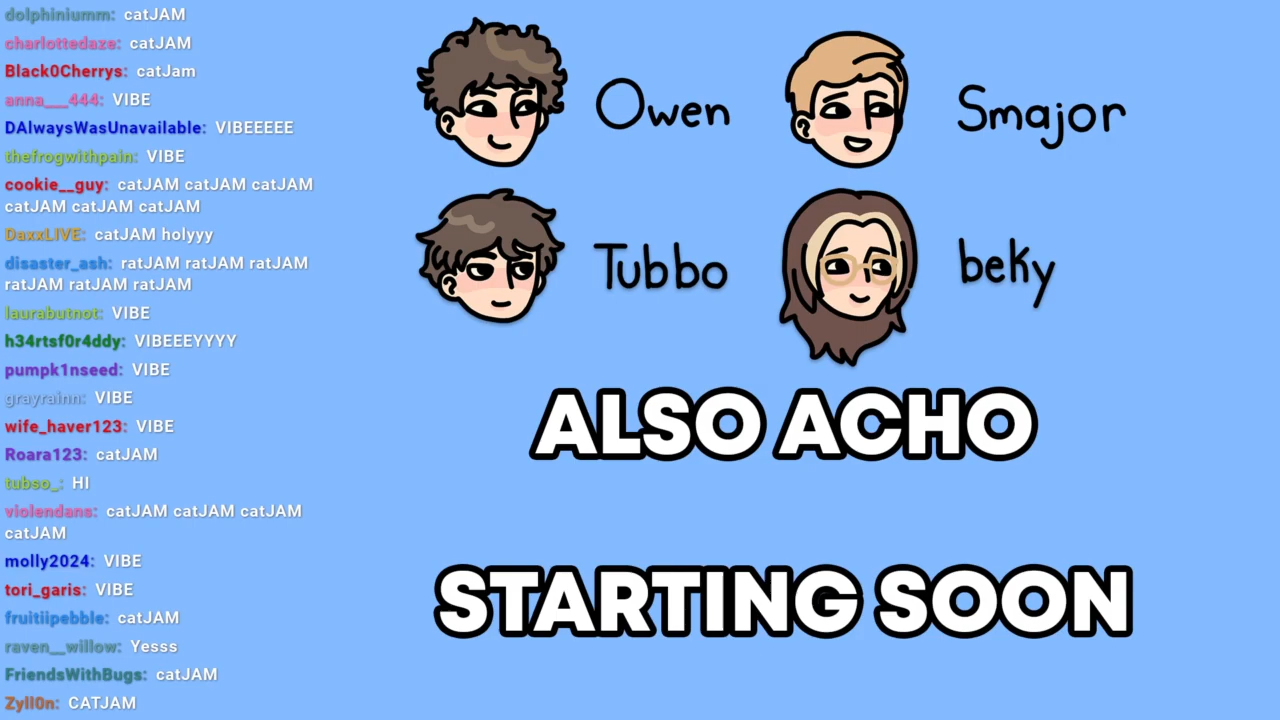 dolphiniumm: catJAM
charlottedaze: catJAM
Black0Cherrys: catJam
anna___444: VIBE
DAlwaysWasUnavailable: VIBEEEEE
thefrogwithpain: VIBE
cookie__guy: catJAM catJAM catJAM
catJAM catJAM catJAM
DaxxLIVE: catJAM holyyy
disaster_ash: ratJAM ratJAM ratJAM
ratJAM ratJAM ratJAM
laurabutnot: VIBE
h34rtsf0r4ddy: VIBEEEYYYY
pumpk1nseed: VIBE
grayrainn: VIBE
wife_haver123: VIBE
Roara123: catJAM
tubso_: HI
violendans: catJAM catJAM catJAM
catJAM
molly2024: VIBE
tori_garis: VIBE
fruitiipebble: catJAM
raven__willow: Yesss
FriendsWithBugs: catJAM
Zyll0n: CATJAM
Owen
Smajor
Tubbo
beky
ALSO ACHO
STARTING SOON